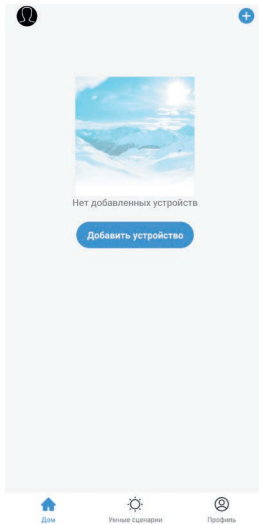 Нет добавленных устройств
Добавить устройство
Дом
Умные сценарии
Профиль